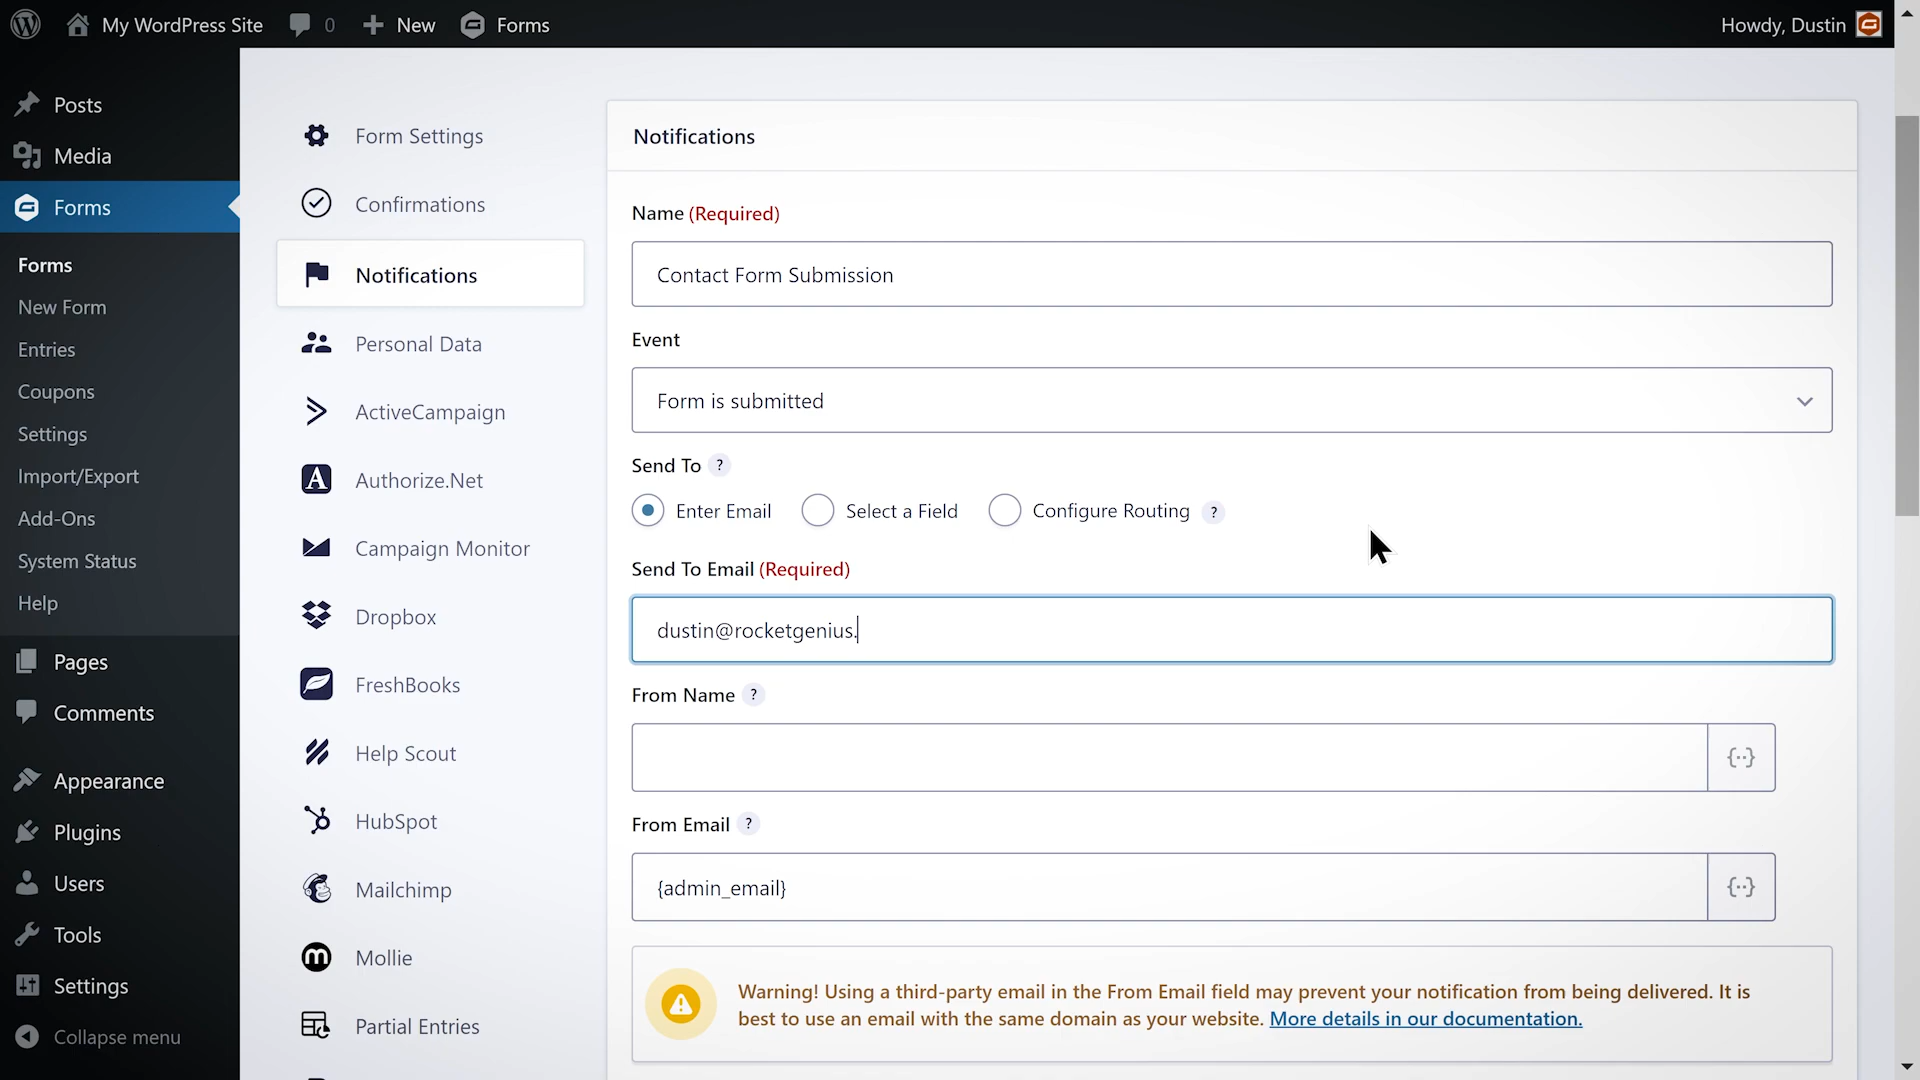 My WordPress Site
0
New
Forms
Howdy, Dustin
Posts
Media
Forms
Forms
New Form
Entries
Coupons
Settings
Import/Export
Add-Ons
System Status
Help
Pages
Comments
Appearance
Plugins
Users
Tools
Settings
Collapse menu
Form Settings
Confirmations
Notifications
Personal Data
ActiveCampaign
Authorize.Net
Campaign Monitor
Dropbox
FreshBooks
Help Scout
HubSpot
Mailchimp
Mollie
Partial Entries
Notifications
Name (Required)
Contact Form Submission
Event
Form is submitted
Send To ?
Enter Email
Select a Field
Configure Routing ?
Send To Email (Required)
dustin@rocketgenius.
From Name ?
From Email ?
{admin_email}
Warning! Using a third-party email in the From Email field may prevent your notification from being delivered. It is
best to use an email with the same domain as your website. More details in our documentation.